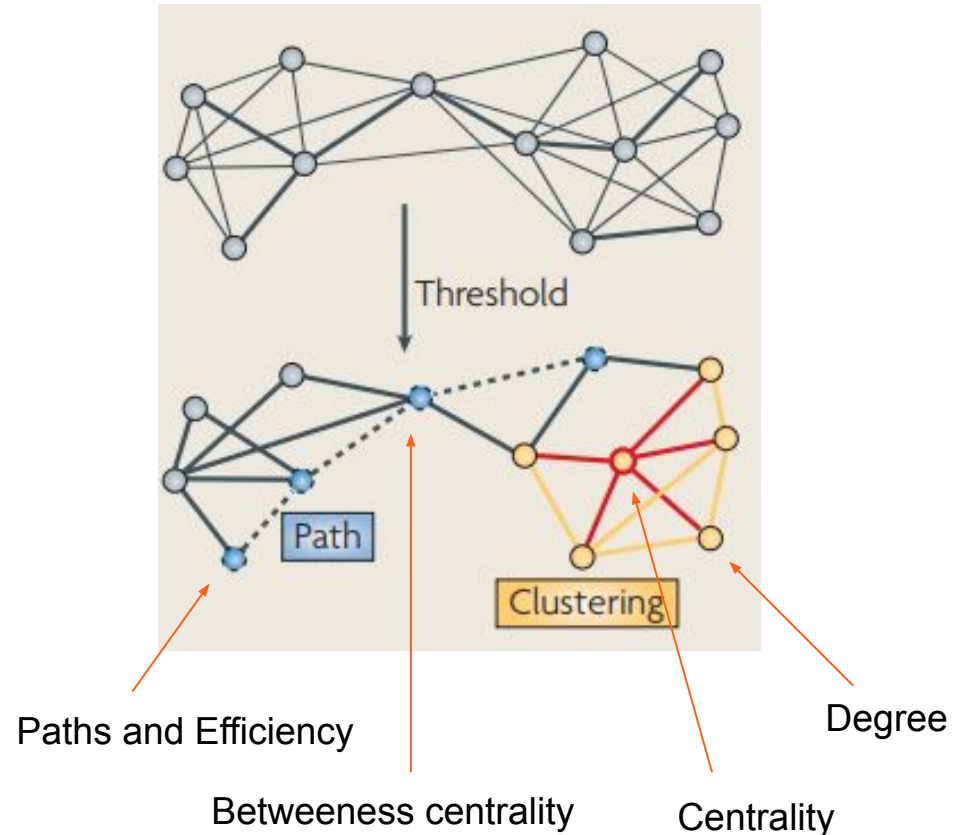 Threshold
Path
Clustering
Paths and Efficiency
Degree
Betweeness centrality
Centrality